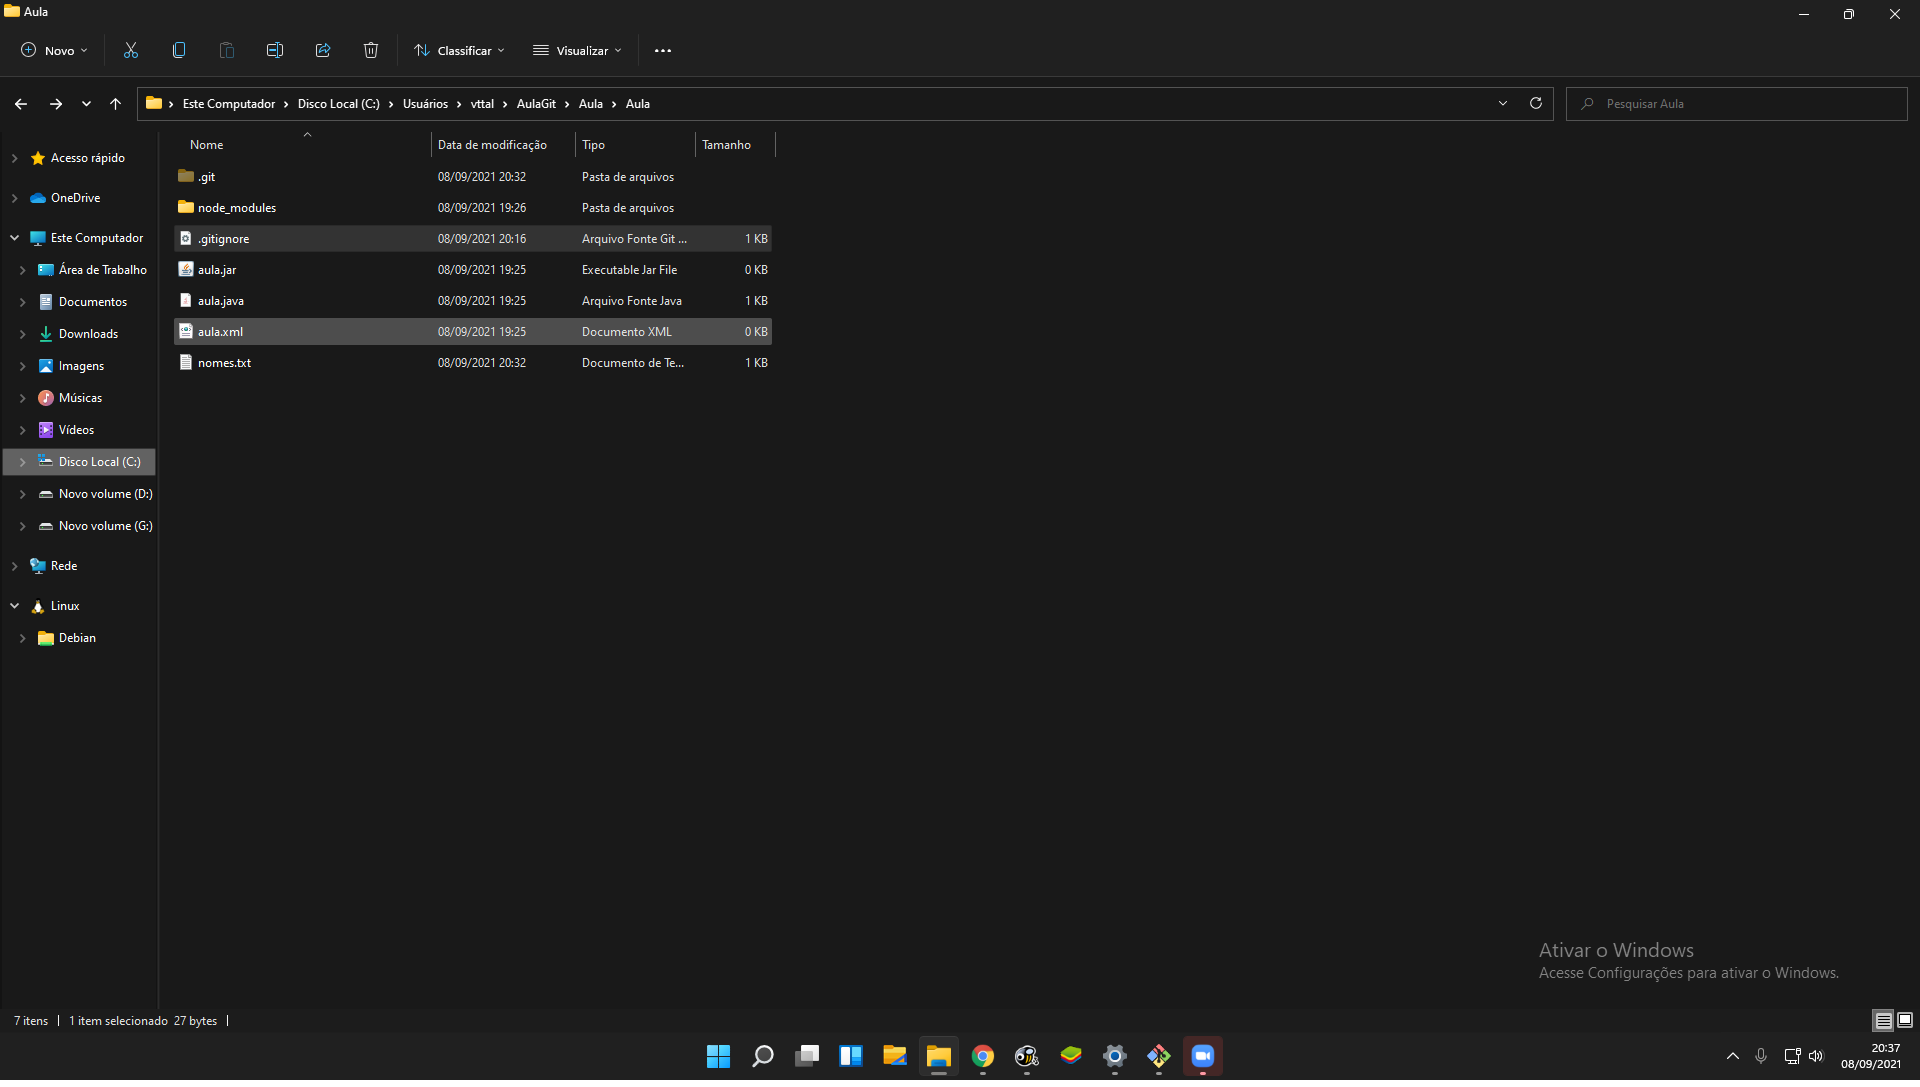 Aula
Novo
Classificar
Visualizar
Este Computador
Disco Local (C:)
Usuários
vttal
AulaGit
Aula
Aula
Pesquisar Aula
Nome
Data de modificação
Tipo
Tamanho
.git 08/09/2021 20:32 Pasta de arquivos
node_modules 08/09/2021 19:26 Pasta de arquivos
.gitignore 08/09/2021 20:16 Arquivo Fonte Git ... 1 KB
aula.jar 08/09/2021 19:25 Executable Jar File 0 KB
aula.java 08/09/2021 19:25 Arquivo Fonte Java 1 KB
aula.xml 08/09/2021 19:25 Documento XML 0 KB
nomes.txt 08/09/2021 20:32 Documento de Te... 1 KB
Acesso rápido
OneDrive
Este Computador
Área de Trabalho
Documentos
Downloads
Imagens
Músicas
Vídeos
Disco Local (C:)
Novo volume (D:)
Novo volume (G:)
Rede
Linux
Debian
Ativar o Windows
Acesse Configurações para ativar o Windows.
7 itens
1 item selecionado 27 bytes
20:37
08/09/2021